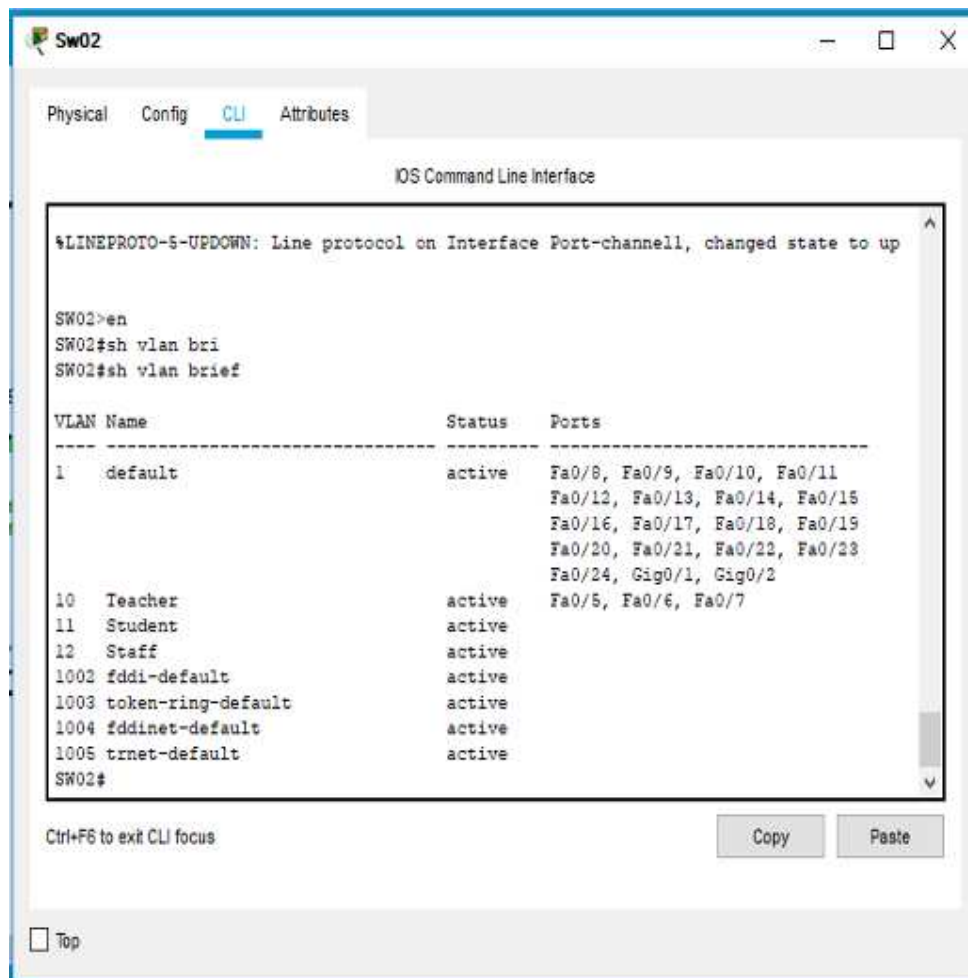 Sw02
Physical Config CLI Attributes
IOS Command Line Interface
%LINEPROTO-5-UPDOWN: Line protocol on Interface Port-channel1, changed state to up
SW02>en
SW02#sh vlan bri
SW02#sh vlan brief
VLAN Name Status Ports
---- -------------------------------- --------- -------------------------------
1 default active Fa0/8, Fa0/9, Fa0/10, Fa0/11
Fa0/12, Fa0/13, Fa0/14, Fa0/15
Fa0/16, Fa0/17, Fa0/18, Fa0/19
Fa0/20, Fa0/21, Fa0/22, Fa0/23
Fa0/24, Gig0/1, Gig0/2
10 Teacher active Fa0/5, Fa0/6, Fa0/7
11 Student active
12 Staff active
1002 fddi-default active
1003 token-ring-default active
1004 fddinet-default active
1005 trnet-default active
SW02#
Ctrl+F6 to exit CLI focus
Copy Paste
Top